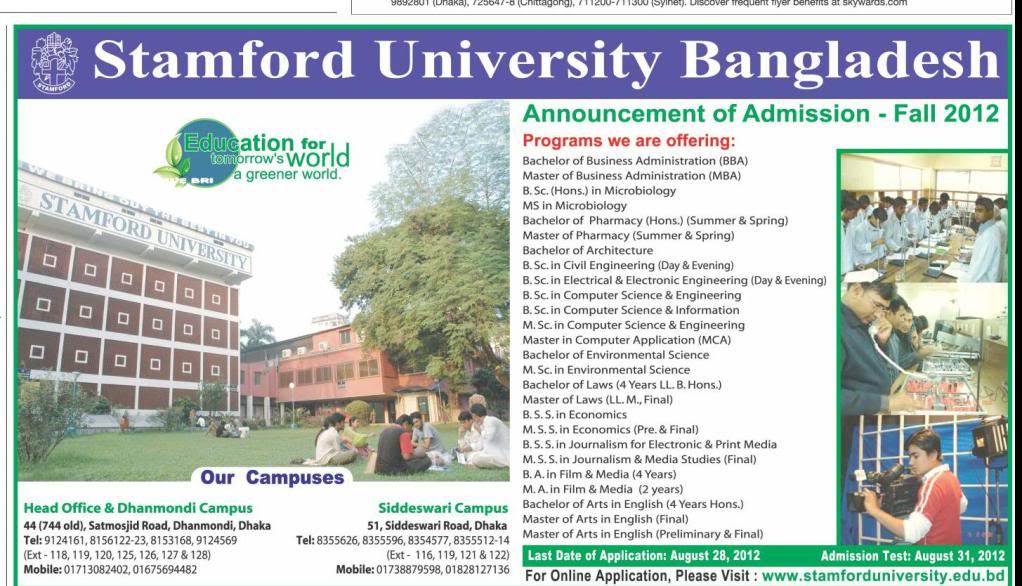 9892801 (Dhaka), 725647-8 (Chittagong), 711200-711300 (Sylhet). Discover frequent flyer benefits at skywards.com
STAMFORD
Stamford University Bangladesh
Education for
tomorrow's world
a greener world.
WE BRING OUT THE BEST IN YOU
STAMFORD UNIVERSITY
Our Campuses
Head Office & Dhanmondi Campus
44 (744 old), Satmosjid Road, Dhanmondi, Dhaka
Tel: 9124161, 8156122-23, 8153168, 9124569
(Ext - 118, 119, 120, 125, 126, 127 & 128)
Mobile: 01713082402, 01675694482
Siddeswari Campus
51, Siddeswari Road, Dhaka
Tel: 8355626, 8355596, 8354577, 8355512-14
(Ext - 116, 119, 121 & 122)
Mobile: 01738879598, 01828127136
Announcement of Admission - Fall 2012
Programs we are offering:
Bachelor of Business Administration (BBA)
Master of Business Administration (MBA)
B. Sc. (Hons.) in Microbiology
MS in Microbiology
Bachelor of Pharmacy (Hons.) (Summer & Spring)
Master of Pharmacy (Summer & Spring)
Bachelor of Architecture
B. Sc. in Civil Engineering (Day & Evening)
B. Sc. in Electrical & Electronic Engineering (Day & Evening)
B. Sc. in Computer Science & Engineering
B. Sc. in Computer Science & Information
M. Sc. in Computer Science & Engineering
Master in Computer Application (MCA)
Bachelor of Environmental Science
M. Sc. in Environmental Science
Bachelor of Laws (4 Years LL. B. Hons.)
Master of Laws (LL. M., Final)
B. S. S. in Economics
M. S. S. in Economics (Pre. & Final)
B. S. S. in Journalism for Electronic & Print Media
M. S. S. in Journalism & Media Studies (Final)
B. A. in Film & Media (4 Years)
M. A. in Film & Media (2 years)
Bachelor of Arts in English (4 Years Hons.)
Master of Arts in English (Final)
Master of Arts in English (Preliminary & Final)
Last Date of Application: August 28, 2012
Admission Test: August 31, 2012
For Online Application, Please Visit : www.stamforduniversity.edu.bd